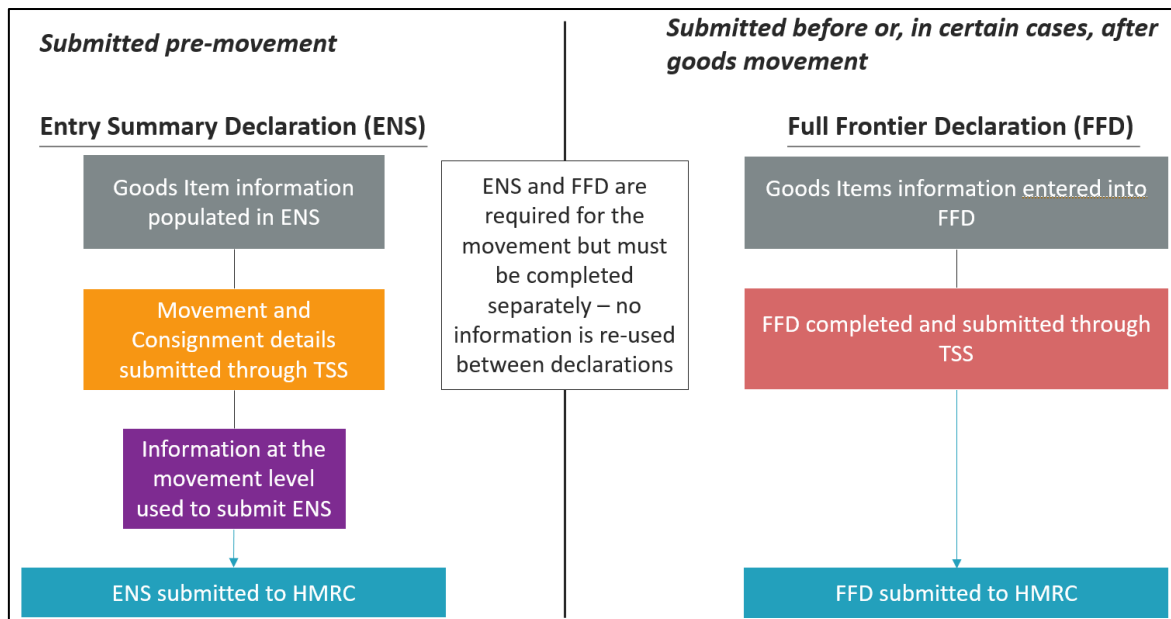 Submitted pre-movement
Entry Summary Declaration (ENS)
Goods Item information
populated in ENS
Movement and
Consignment details
submitted through TSS
Information at the
movement level
used to submit ENS
ENS submitted to HMRC
ENS and FFD are
required for the
movement but must
be completed
separately – no
information is re-used
between declarations
Submitted before or, in certain cases, after
goods movement
Full Frontier Declaration (FFD)
Goods Items information entered into
FFD
FFD completed and submitted through
TSS
FFD submitted to HMRC